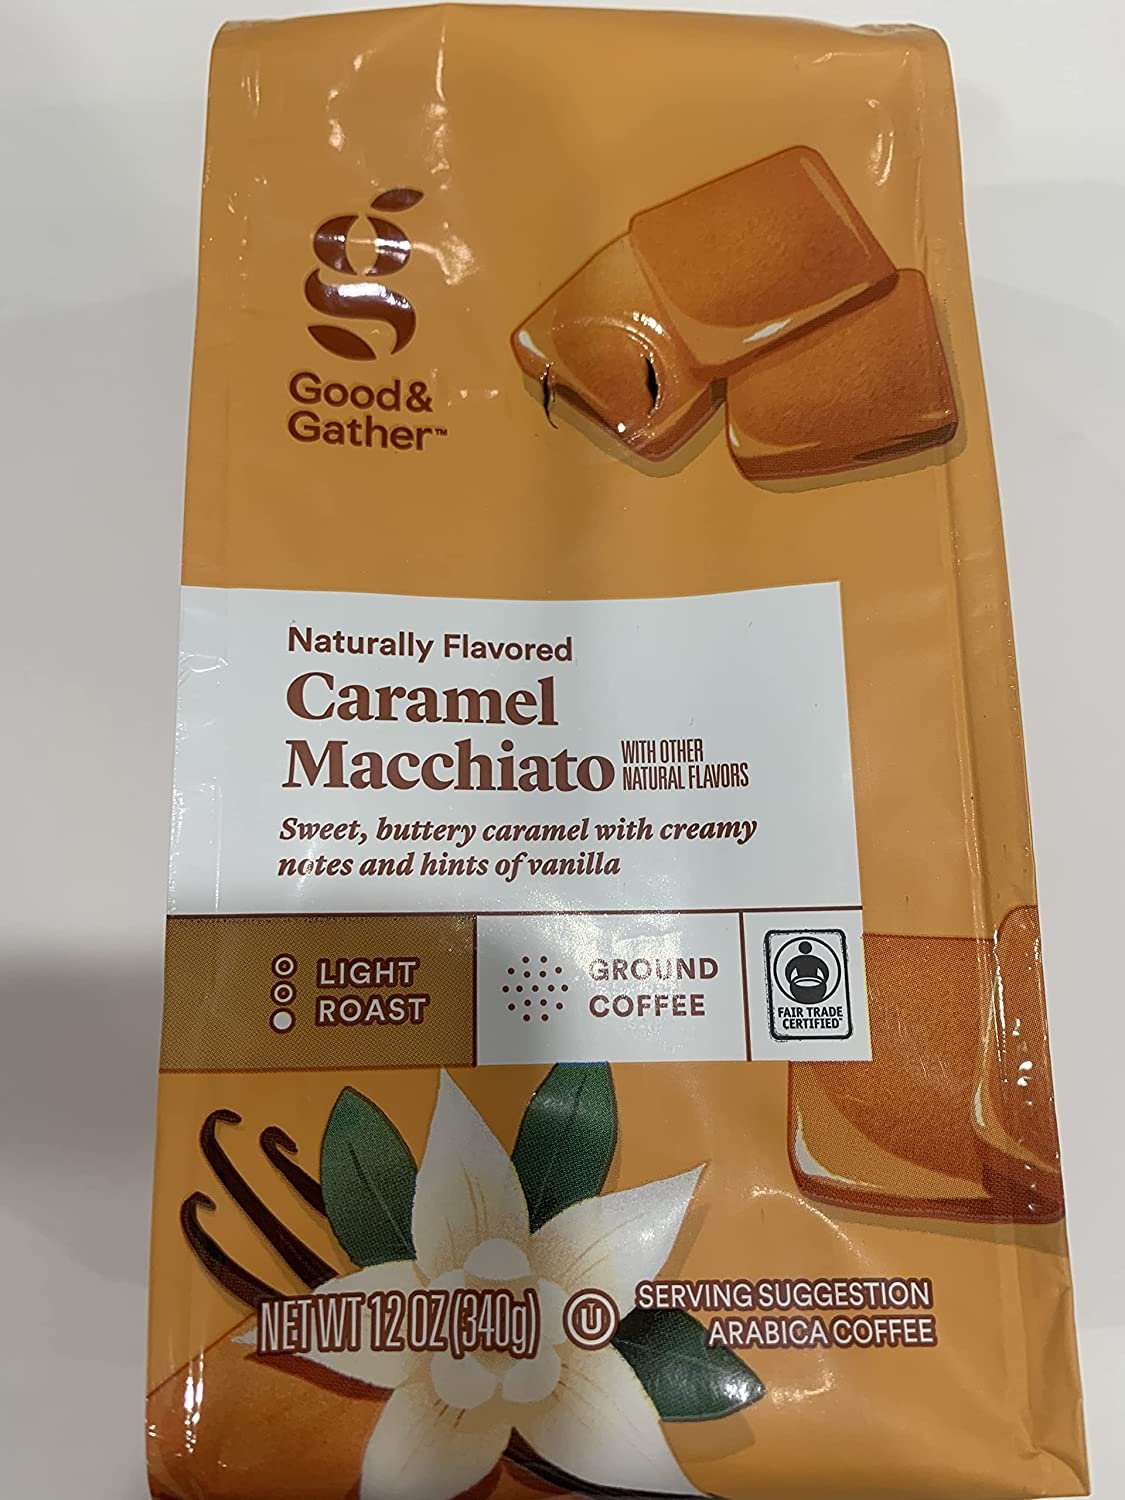 Good&
Gather™
Naturally Flavored
Caramel
Macchiato WITH OTHER
NATURAL FLAVORS
Sweet, buttery caramel with creamy
notes and hints of vanilla
LIGHT
ROAST
GROUND
COFFEE
FAIR TRADE
CERTIFIED™
NET WT 12 OZ (340g)
U
SERVING SUGGESTION
ARABICA COFFEE